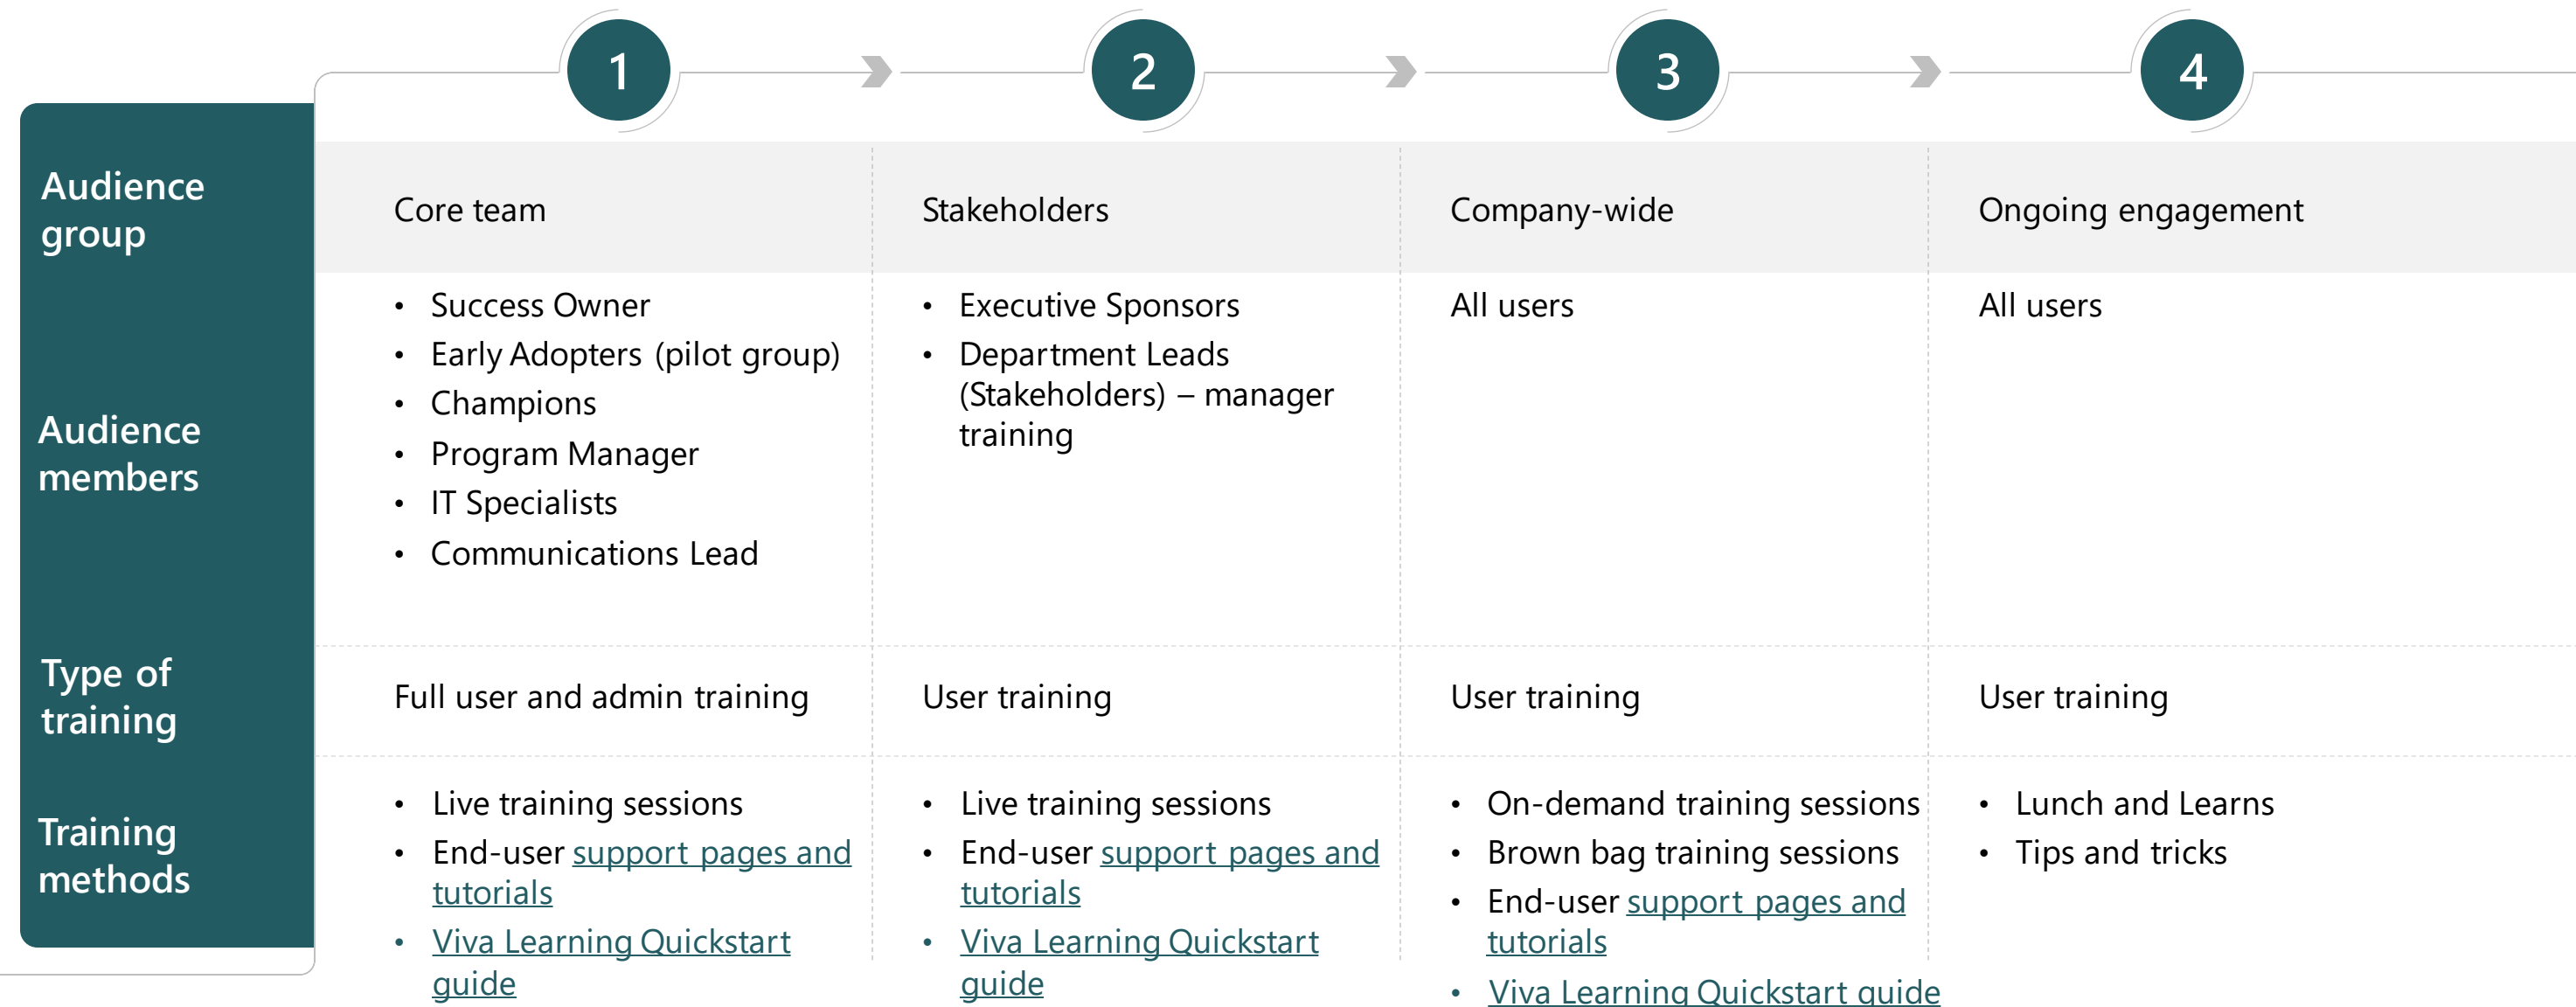 1
2
3
4
Audience
group
Core team
Stakeholders
Company-wide
Ongoing engagement
Audience
members
• Success Owner
• Early Adopters (pilot group)
• Champions
• Program Manager
• IT Specialists
• Communications Lead
• Executive Sponsors
• Department Leads
(Stakeholders) – manager
training
All users
All users
Type of
training
Full user and admin training
User training
User training
User training
Training
methods
• Live training sessions
• End-user support pages and
tutorials
• Viva Learning Quickstart
guide
• Live training sessions
• End-user support pages and
tutorials
• Viva Learning Quickstart
guide
• On-demand training sessions
• Brown bag training sessions
• End-user support pages and
tutorials
• Viva Learning Quickstart guide
• Lunch and Learns
• Tips and tricks